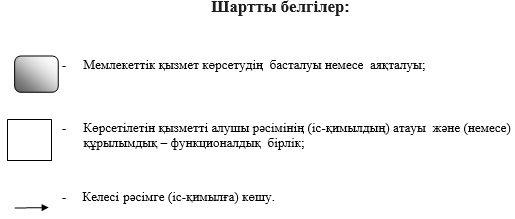 Шартты белгілер:
- Мемлекеттік қызмет көрсетудің басталуы немесе аяқталуы;
- Көрсетілетін қызметті алушы рәсімінің (іс-қимылдың) атауы және (немесе)
құрылымдық – функционалдық бірлік;
- Келесі рәсімге (іс-қимылға) көшу.